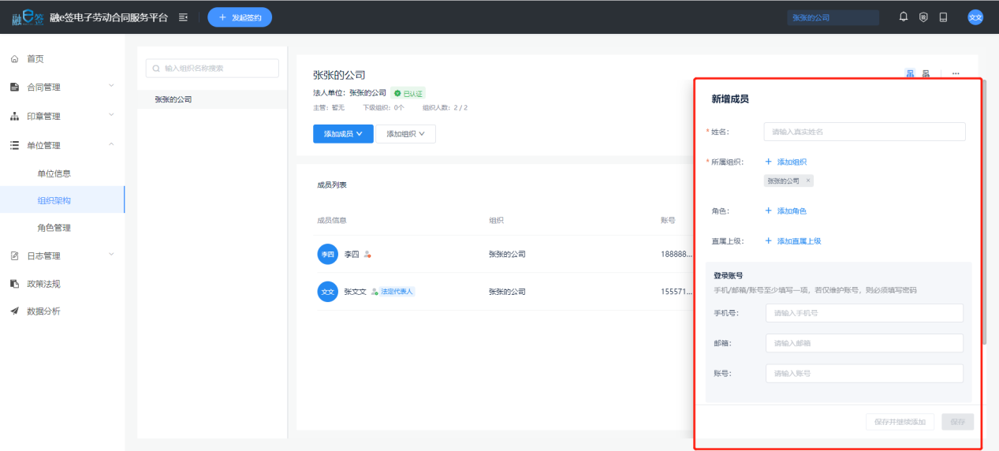 融e签 融e签电子劳动合同服务平台 + 发起签约 张张的公司 文文
首页
合同管理
印章管理
单位管理
单位信息
组织架构
角色管理
日志管理
政策法规
数据分析
输入组织名称搜索
张张的公司
张张的公司
法人单位: 张张的公司 已认证
主管: 暂无 下级组织: 0个 组织人数: 2 / 2
添加成员 添加组织
成员列表
成员信息 组织 账号
李四 李四 张张的公司 188888...
文文 张文文 法定代表人 张张的公司 155571...
新增成员
* 姓名: 请输入真实姓名
* 所属组织: + 添加组织
张张的公司 ×
角色: + 添加角色
直属上级: + 添加直属上级
登录账号
手机/邮箱/账号至少填写一项，若仅维护账号，则必须填写密码
手机号: 请输入手机号
邮箱: 请输入邮箱
账号: 请输入账号
保存并继续添加 保存